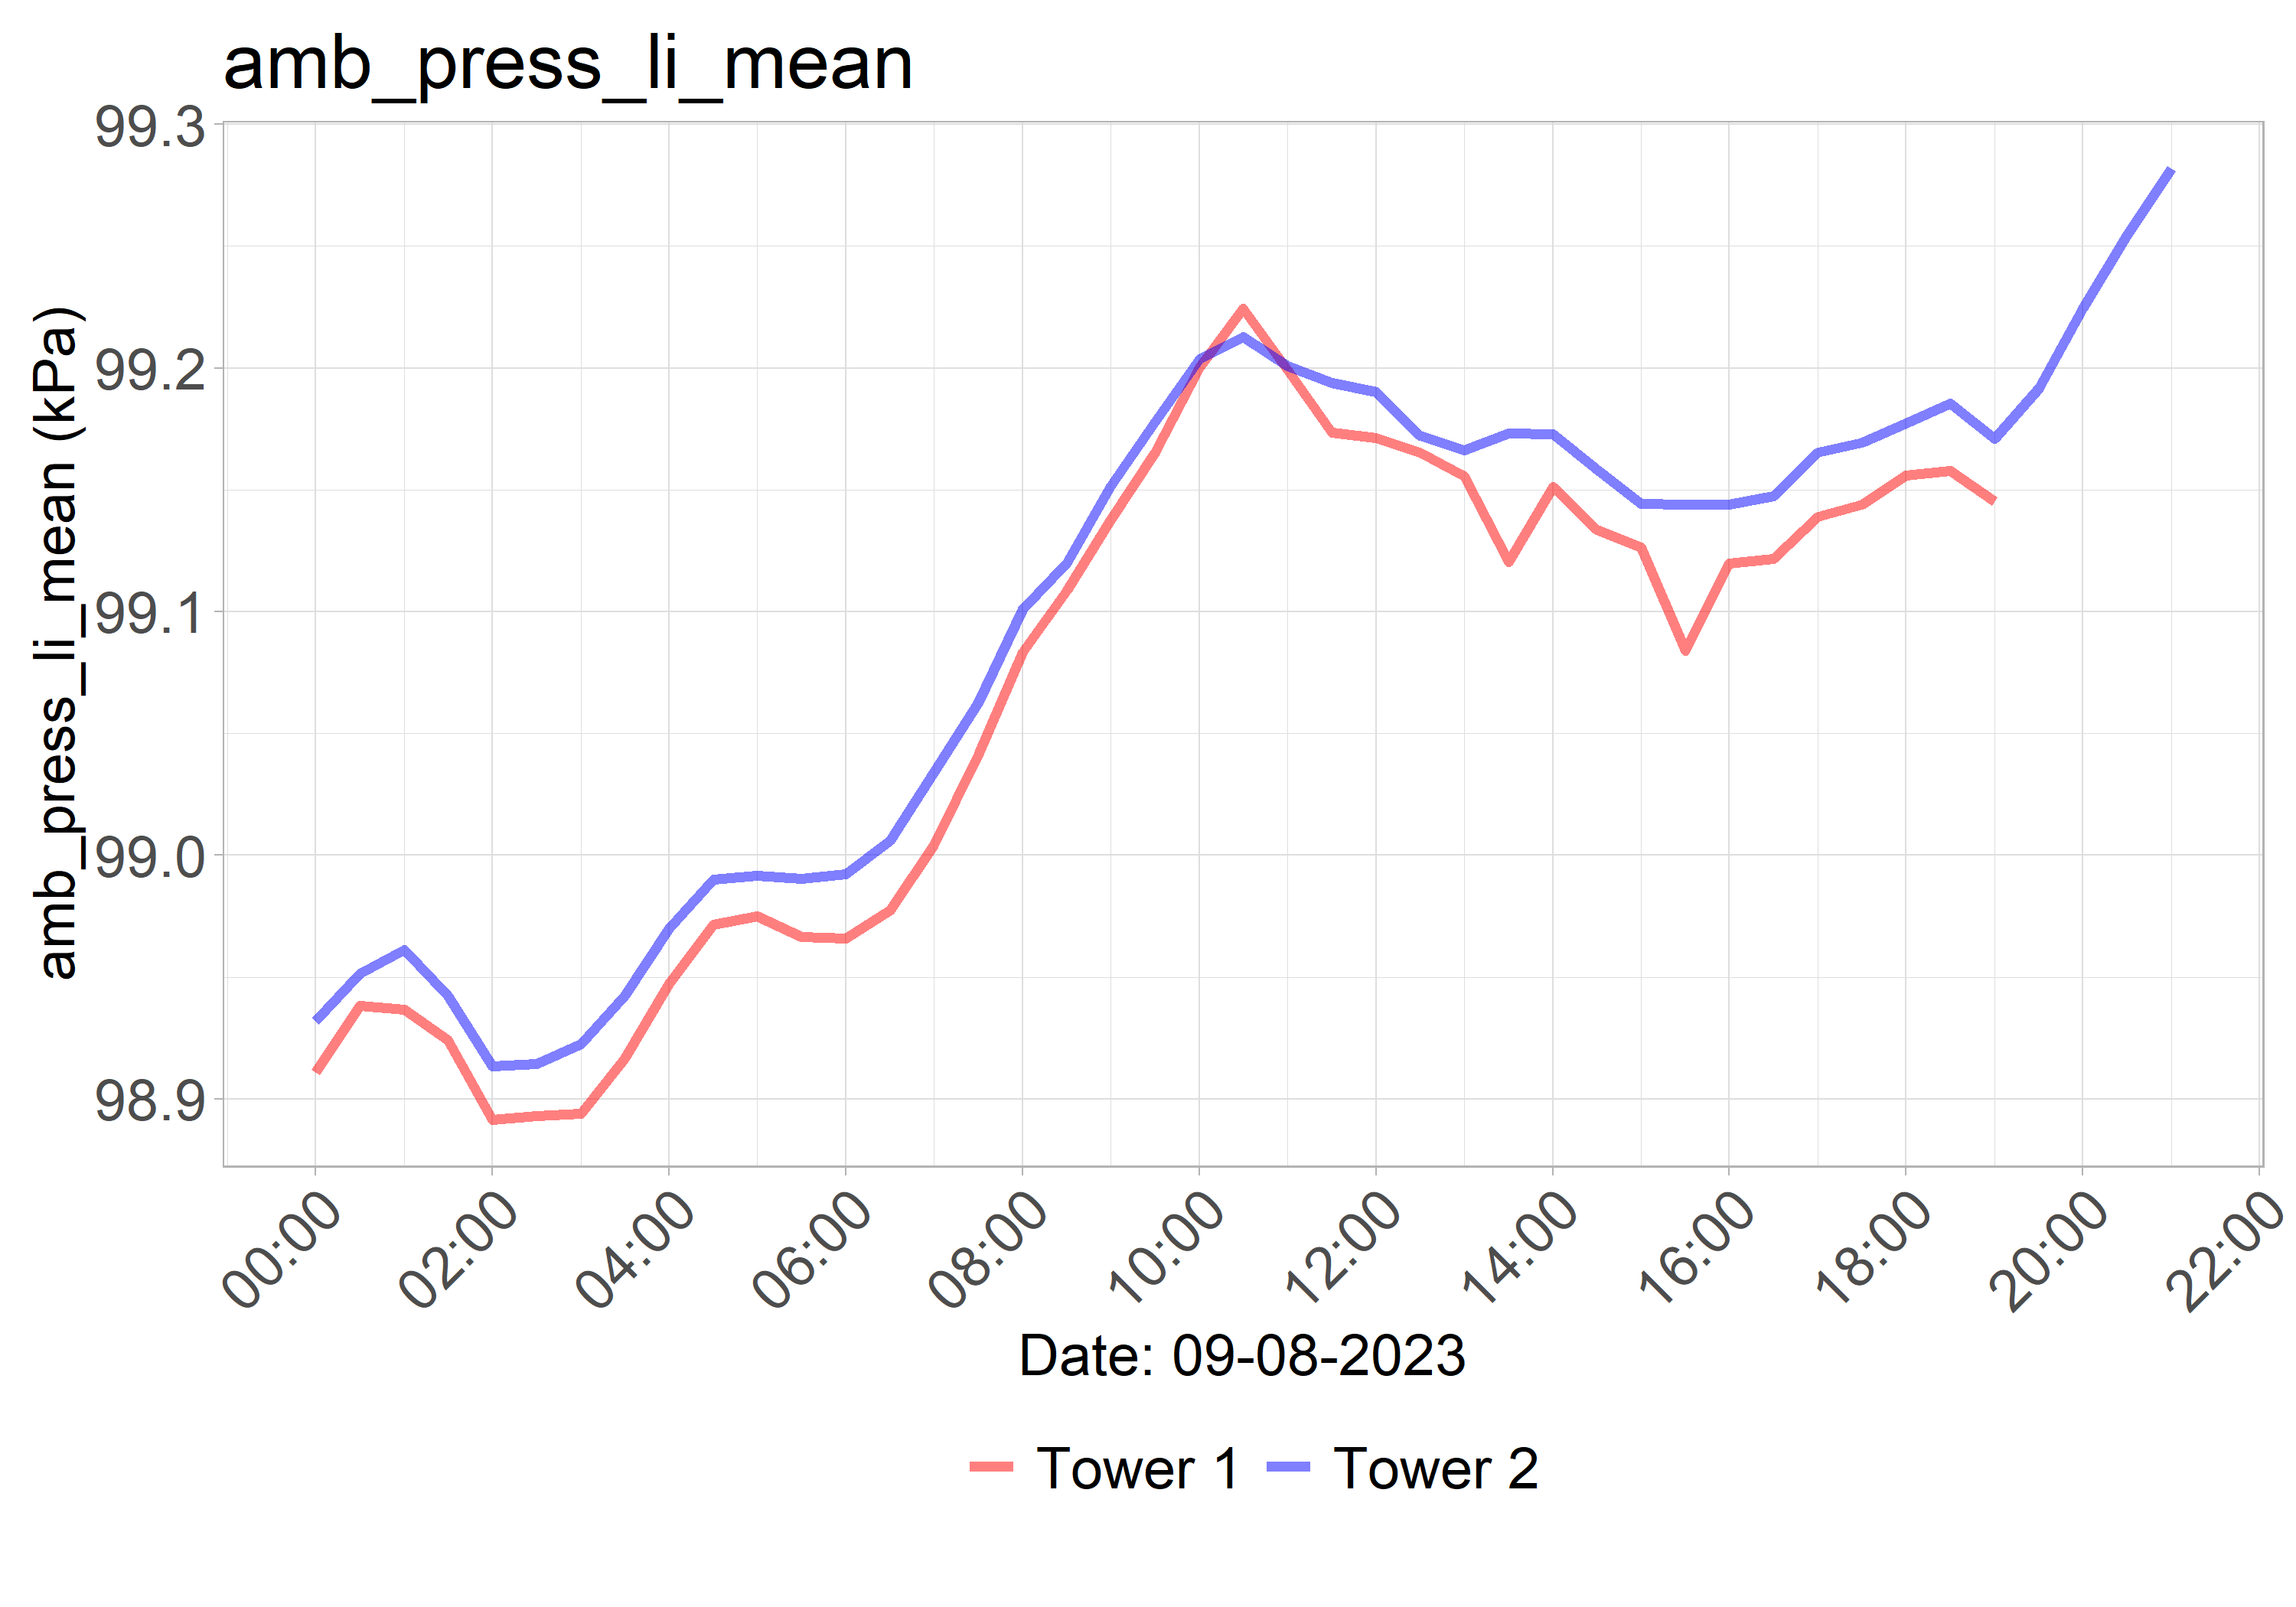 amb_press_li_mean
amb_press_li_mean (kPa)
99.3
99.2
99.1
99.0
98.9
00:00 02:00 04:00 06:00 08:00 10:00 12:00 14:00 16:00 18:00 20:00 22:00
Date: 09-08-2023
Tower 1 Tower 2